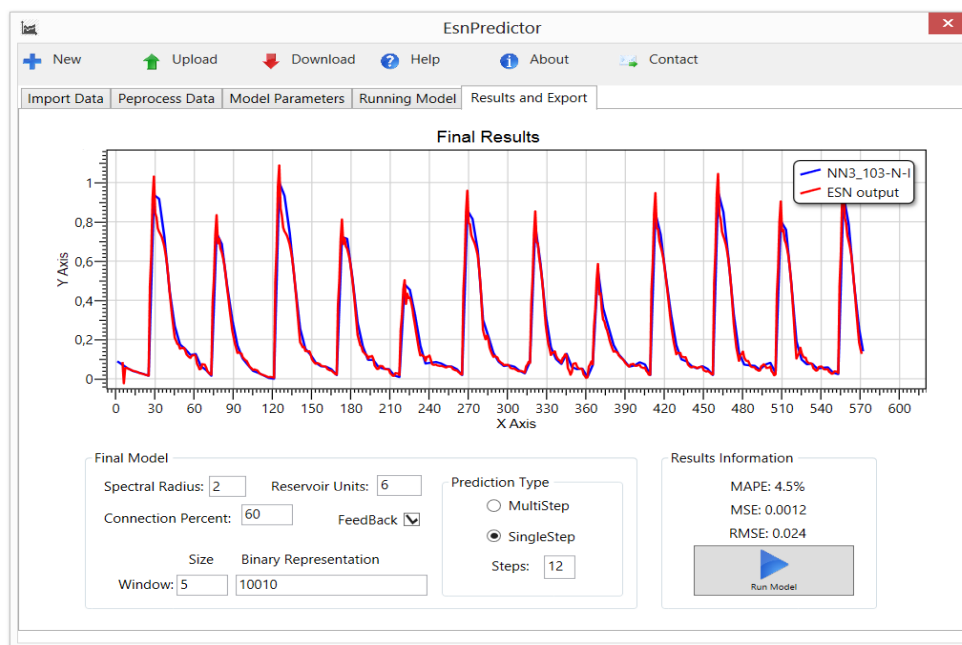 EsnPredictor
New Upload Download Help About Contact
Import Data Peprocess Data Model Parameters Running Model Results and Export
Final Results
NN3_103-N-I
ESN output
Y Axis
1
0,8
0,6
0,4
0,2
0
0 30 60 90 120 150 180 210 240 270 300 330 360 390 420 450 480 510 540 570 600
X Axis
Final Model
Spectral Radius: 2 Reservoir Units: 6
Connection Percent: 60 FeedBack
Size Binary Representation
Window: 5 10010
Prediction Type
MultiStep
SingleStep
Steps: 12
Results Information
MAPE: 4.5%
MSE: 0.0012
RMSE: 0.024
Run Model